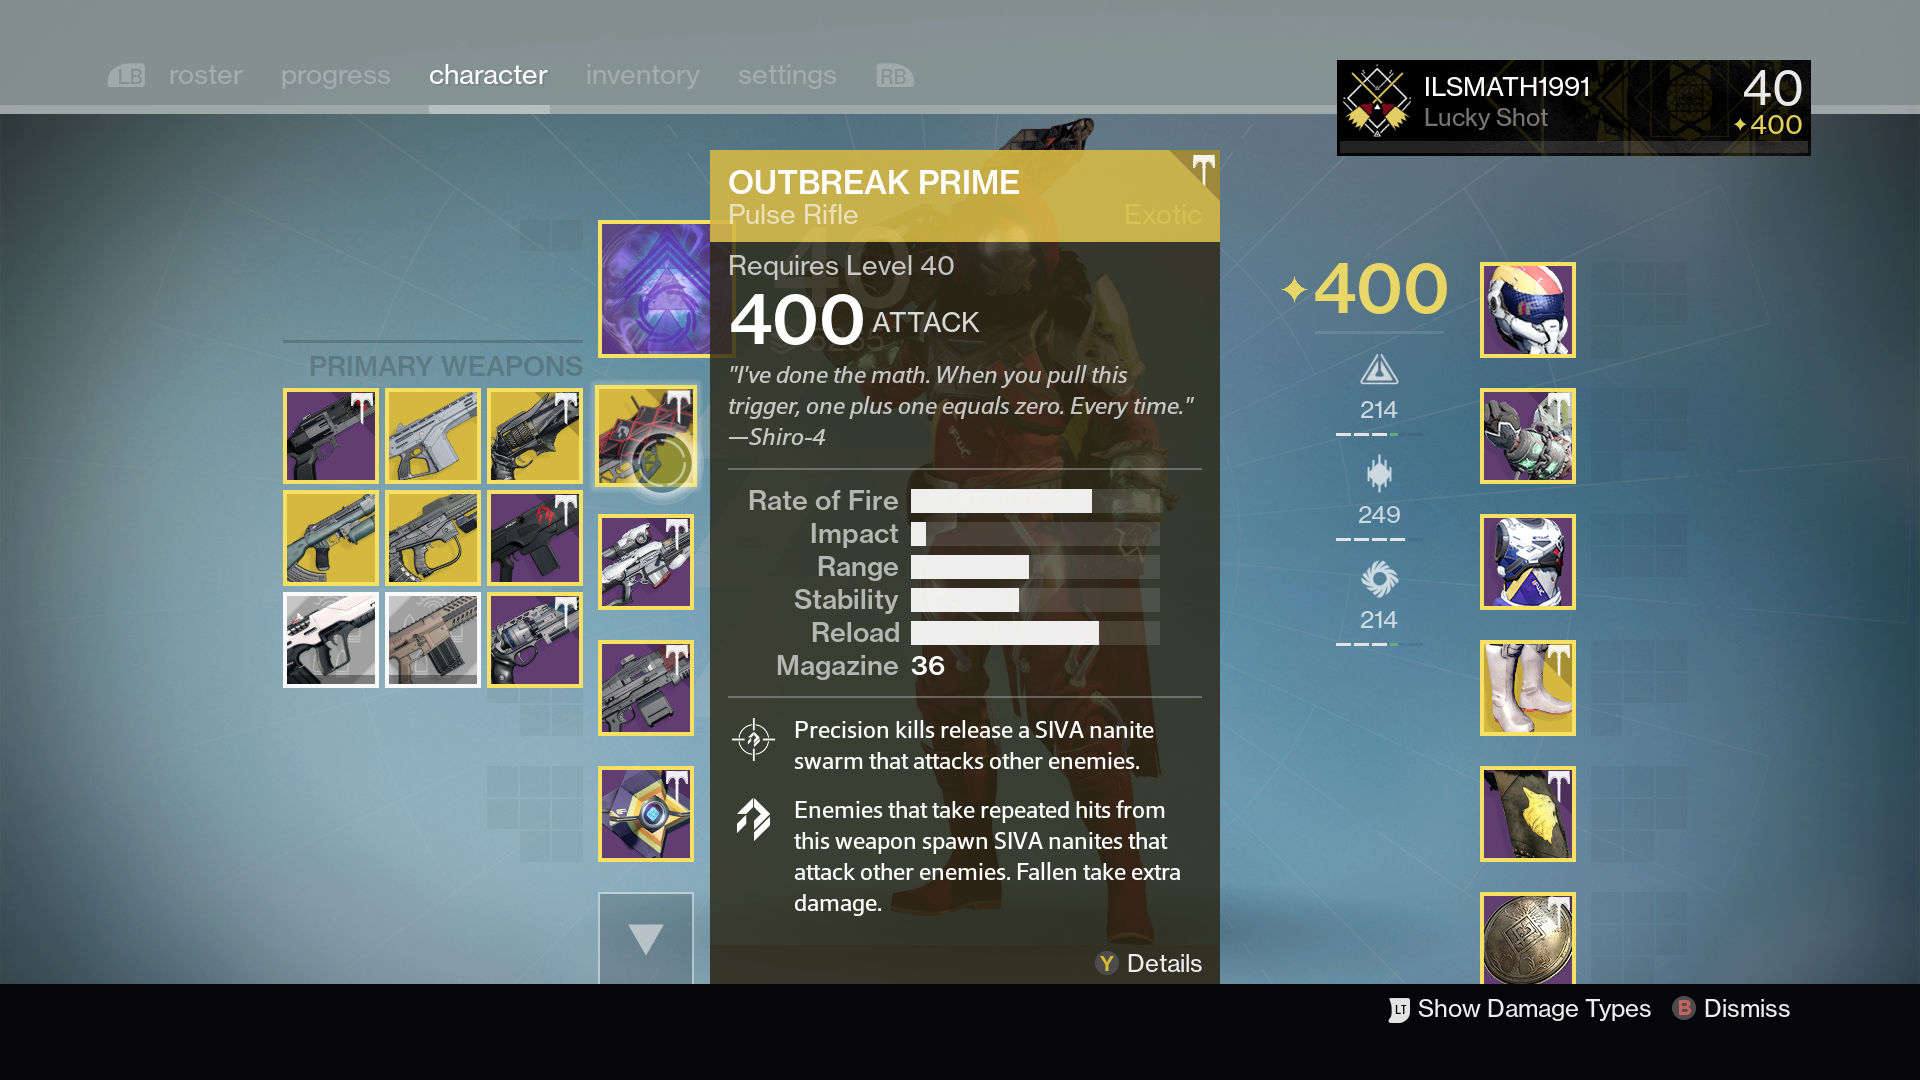 LB roster progress character inventory settings RB
ILSMATH1991
Lucky Shot
40
400
OUTBREAK PRIME
Pulse Rifle
Exotic
Requires Level 40
400 ATTACK
"I've done the math. When you pull this
trigger, one plus one equals zero. Every time."
—Shiro-4
Rate of Fire
Impact
Range
Stability
Reload
Magazine 36
Precision kills release a SIVA nanite
swarm that attacks other enemies.
Enemies that take repeated hits from
this weapon spawn SIVA nanites that
attack other enemies. Fallen take extra
damage.
Y Details
PRIMARY WEAPONS
400
214
249
214
LT Show Damage Types B Dismiss